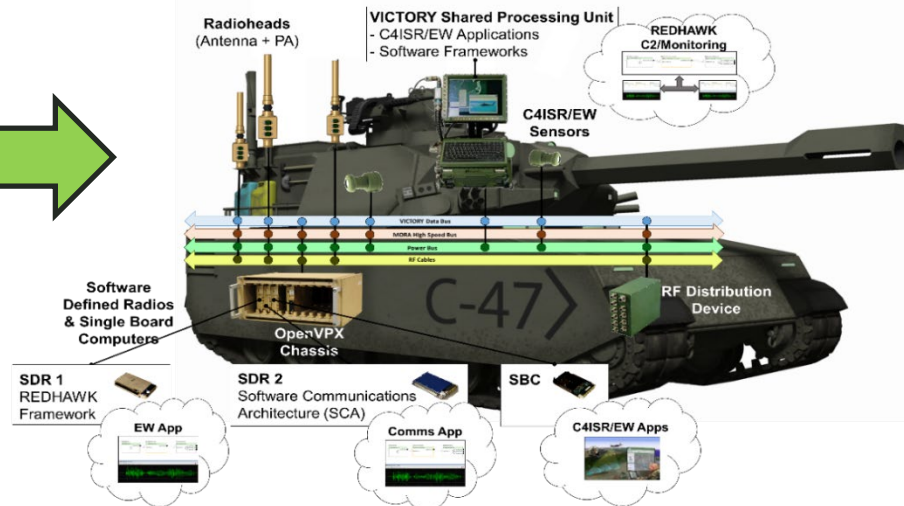 Radioheads
(Antenna + PA)
VICTORY Shared Processing Unit
- C4ISR/EW Applications
- Software Frameworks
REDHAWK
C2/Monitoring
C4ISR/EW
Sensors
VICTORY Data Bus
MORA High Speed Bus
Power Bus
RF Cables
Software
Defined Radios
& Single Board
Computers
OpenVPX
Chassis
C-47
RF Distribution
Device
SDR 1
REDHAWK
Framework
SDR 2
Software Communications
Architecture (SCA)
SBC
EW App
Comms App
C4ISR/EW Apps